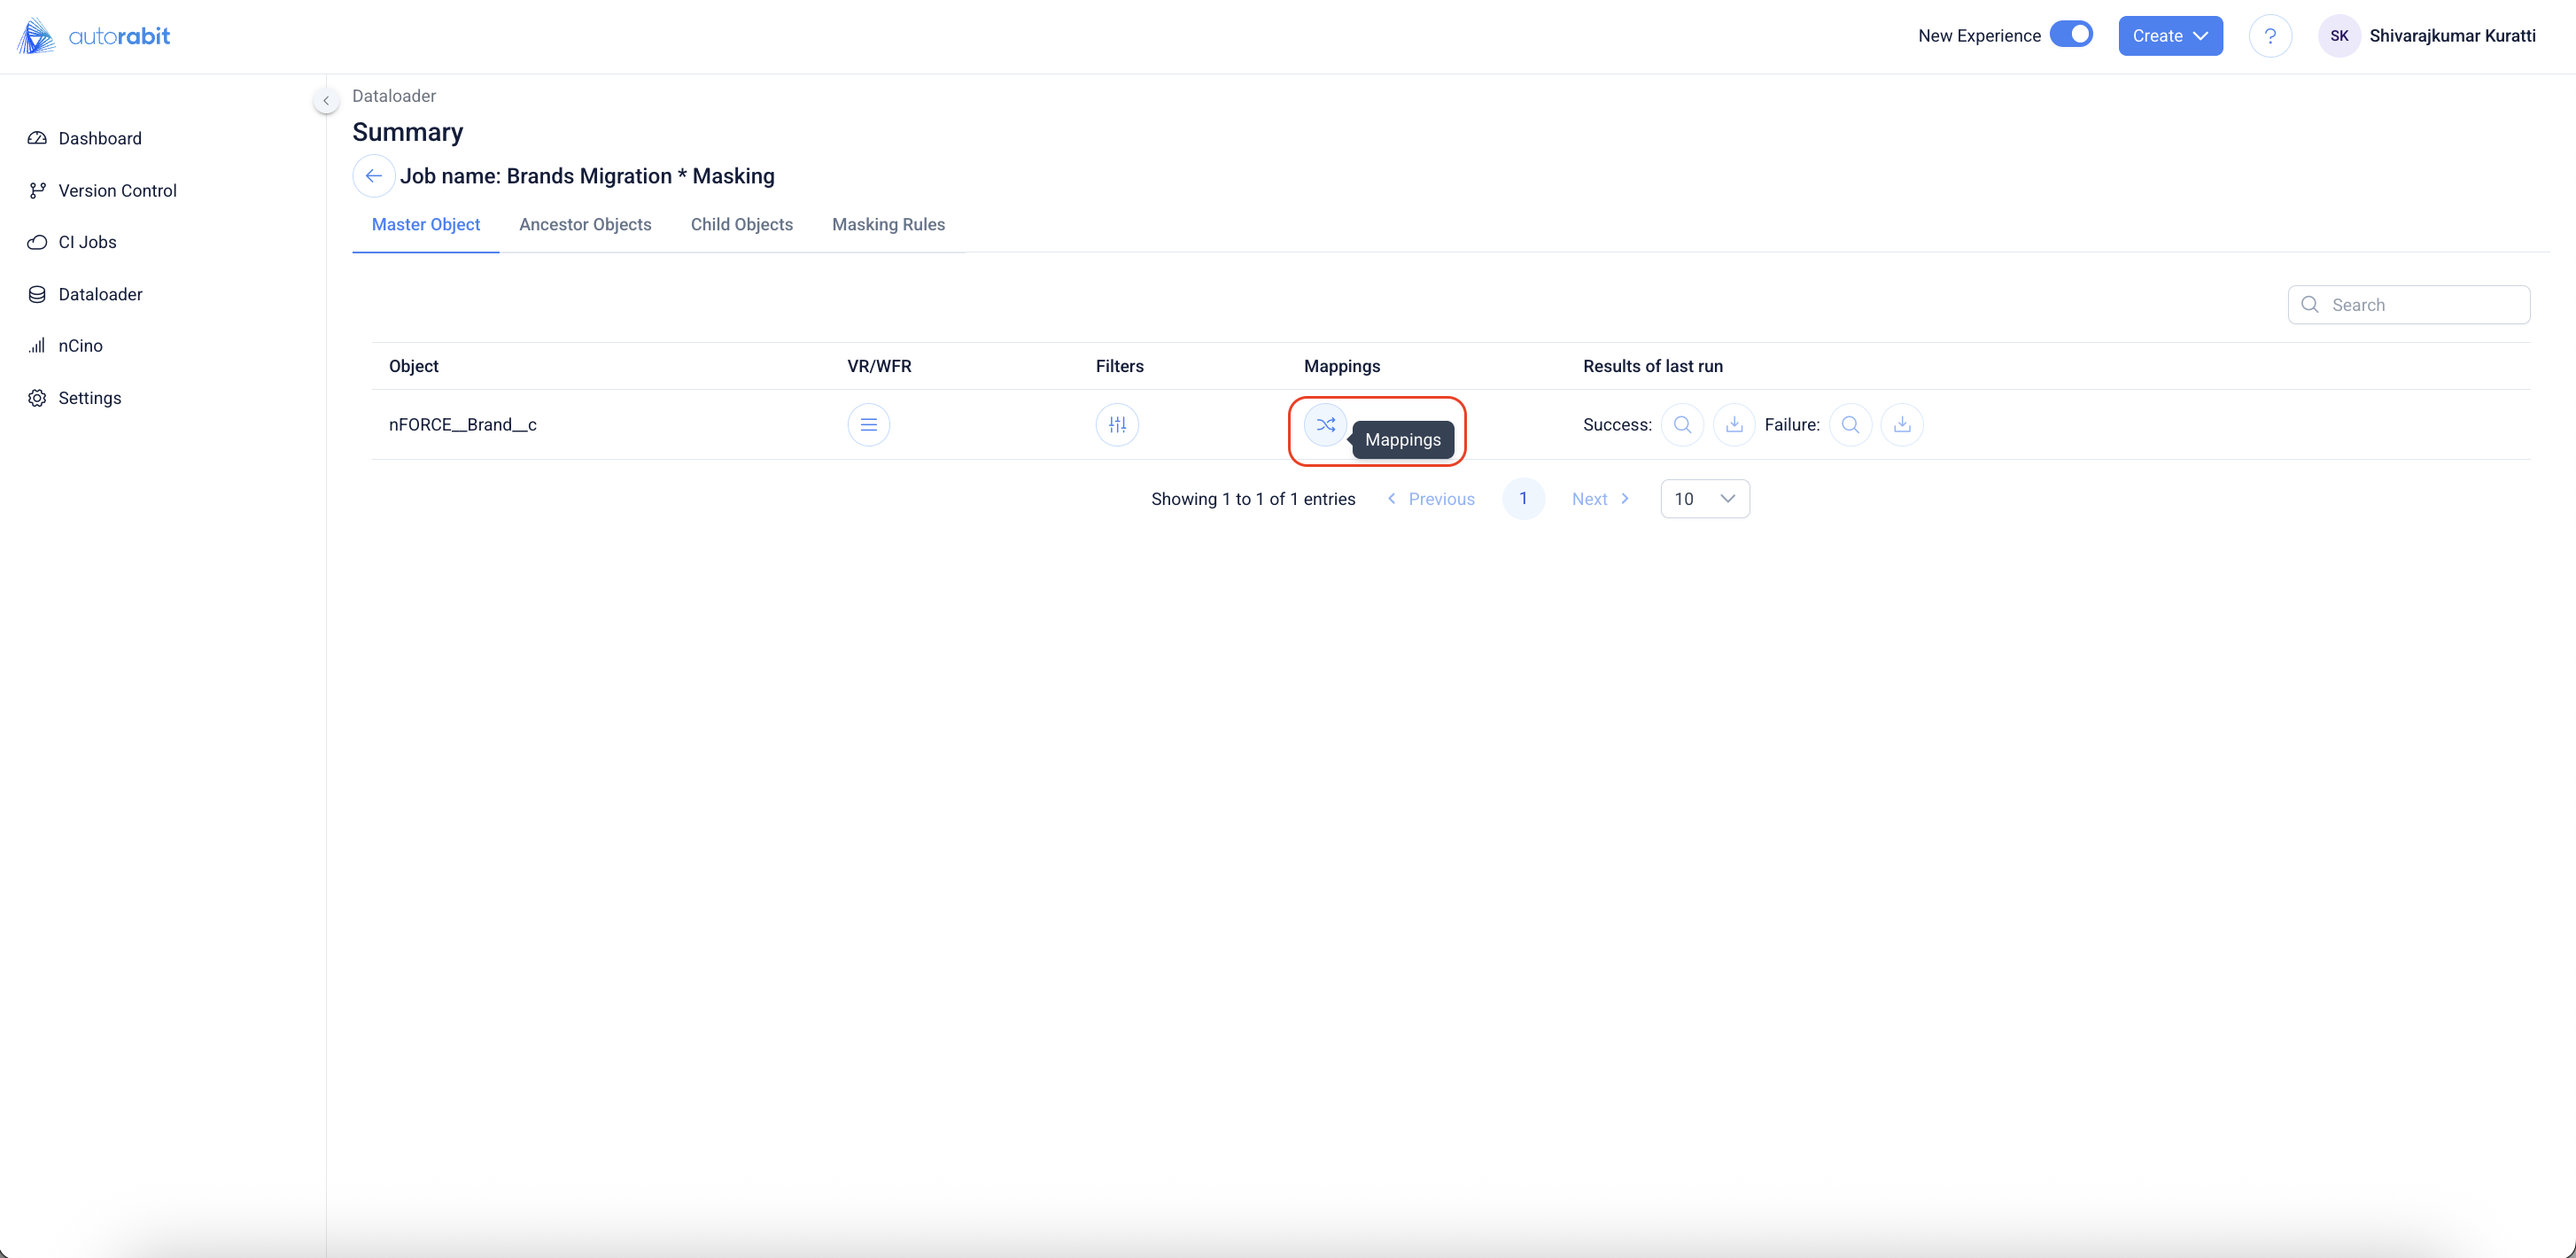 autorabit
New Experience
Create
?
SK
Shivarajkumar Kuratti
Dashboard
Version Control
CI Jobs
Dataloader
nCino
Settings
Dataloader
Summary
Job name: Brands Migration * Masking
Master Object Ancestor Objects Child Objects Masking Rules
Search
Object VR/WFR Filters Mappings Results of last run
nFORCE__Brand__c Mappings Success: Failure:
Showing 1 to 1 of 1 entries Previous 1 Next 10